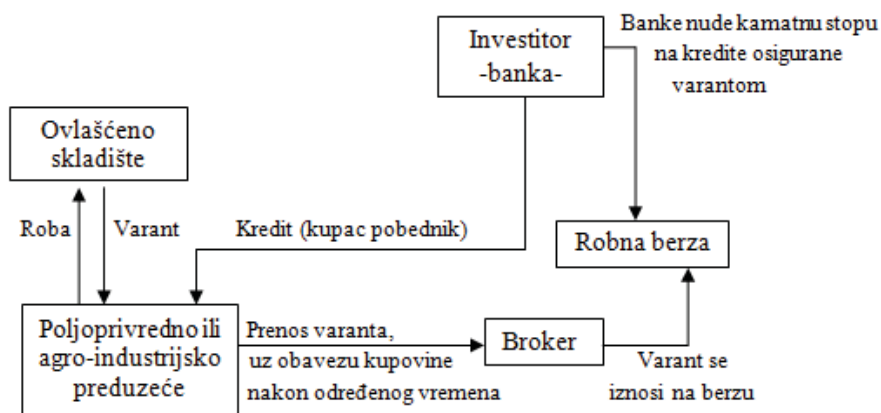 Investitor
-banka-
Banke nude kamatnu stopu
na kredite osigurane
varantom
Ovlašćeno
skladište
Roba
Varant
Kredit (kupac pobednik)
Robna berza
Poljoprivredno ili
agro-industrijsko
preduzeće
Prenos varanta,
uz obavezu kupovine
nakon određenog vremena
Broker
Varant se
iznosi na berzu